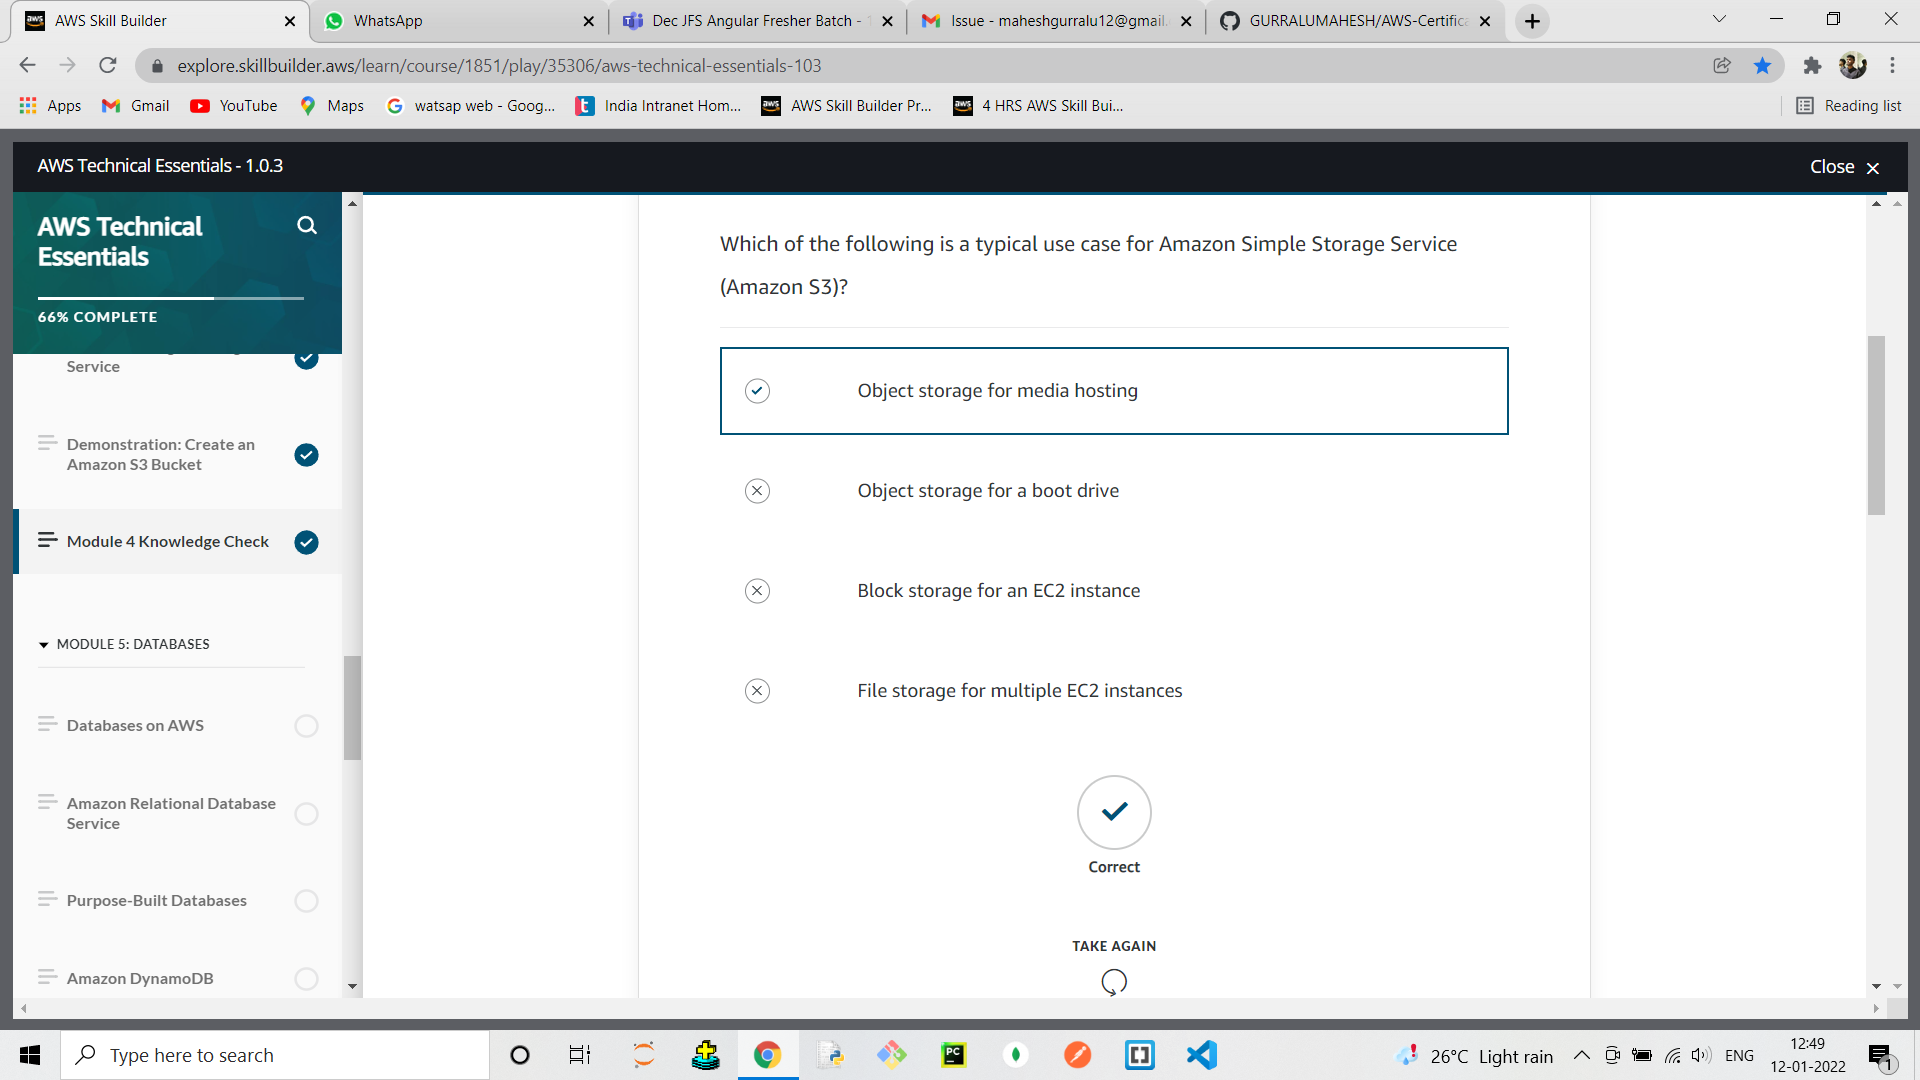 AWS Skill Builder
WhatsApp
Dec JFS Angular Fresher Batch -
Issue - maheshgurralu12@gmail.
GURRALUMAHESH/AWS-Certifica
explore.skillbuilder.aws/learn/course/1851/play/35306/aws-technical-essentials-103
Apps
Gmail
YouTube
Maps
watsap web - Goog...
India Intranet Hom...
AWS Skill Builder Pr...
4 HRS AWS Skill Bui...
Reading list
AWS Technical Essentials - 1.0.3
Close
AWS Technical
Essentials
66% COMPLETE
Service
Demonstration: Create an
Amazon S3 Bucket
Module 4 Knowledge Check
MODULE 5: DATABASES
Databases on AWS
Amazon Relational Database
Service
Purpose-Built Databases
Amazon DynamoDB
Which of the following is a typical use case for Amazon Simple Storage Service
(Amazon S3)?
Object storage for media hosting
Object storage for a boot drive
Block storage for an EC2 instance
File storage for multiple EC2 instances
Correct
TAKE AGAIN
Type here to search
26°C Light rain
ENG
12:49
12-01-2022
1